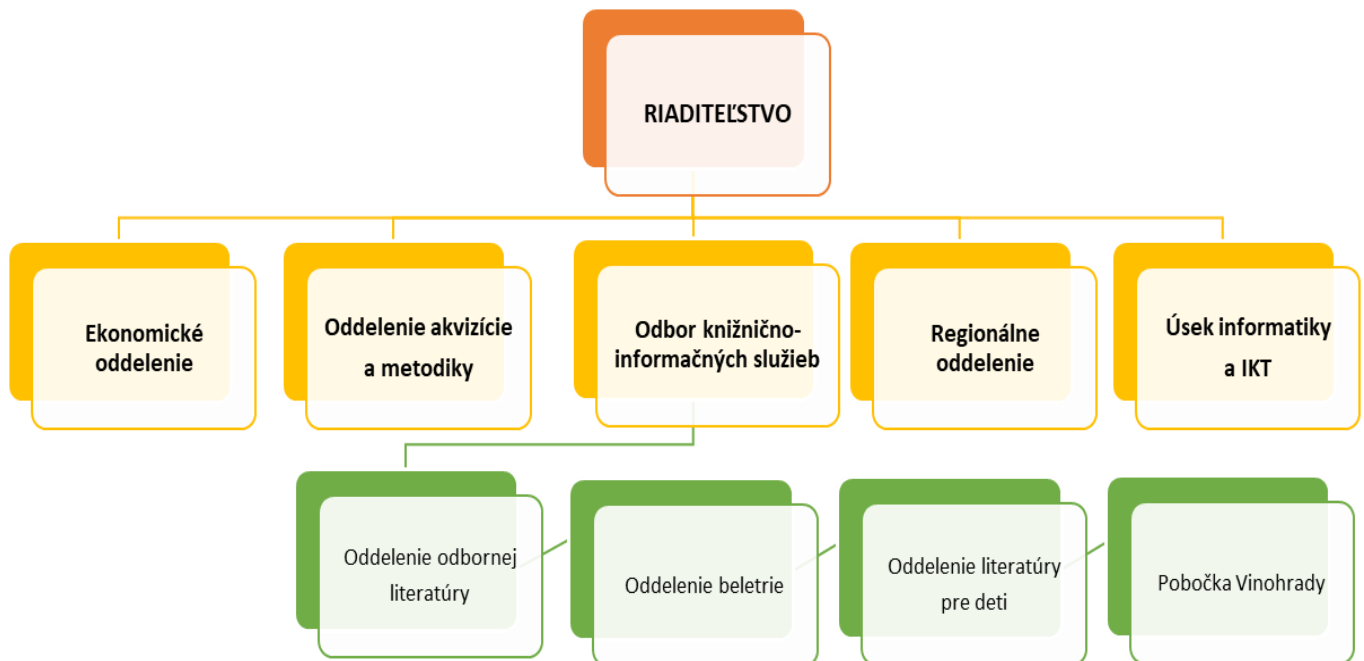 RIADITEĽSTVO
Ekonomické
oddelenie
Oddelenie akvizície
a metodiky
Odbor knižnično-
informačných služieb
Regionálne
oddelenie
Úsek informatiky
a IKT
Oddelenie odbornej
literatúry
Oddelenie beletrie
Oddelenie literatúry
pre deti
Pobočka Vinohrady